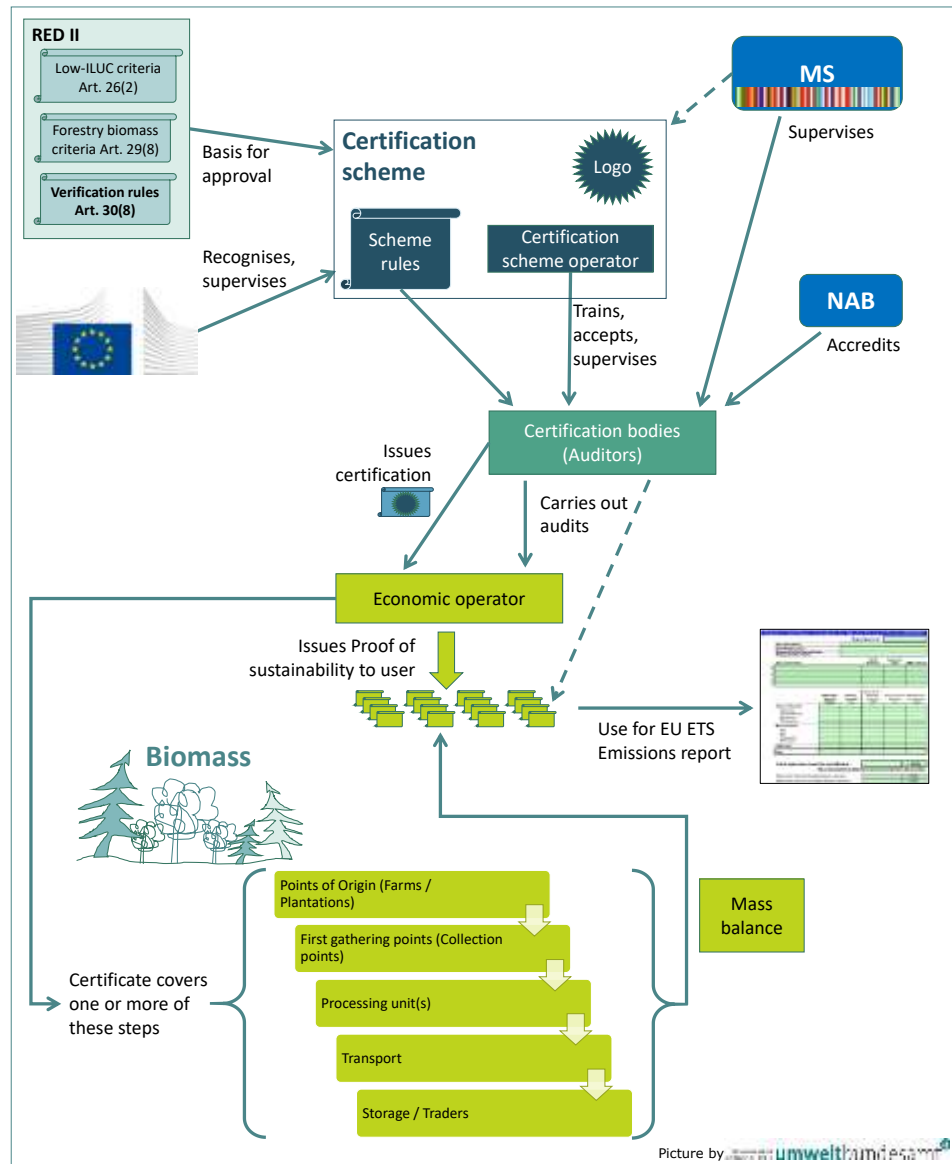 RED II
Low-ILUC criteria
Art. 26(2)
Forestry biomass
criteria Art. 29(8)
Verification rules
Art. 30(8)
Basis for
approval
Recognises,
supervises
Certification
scheme
Logo
Scheme
rules
Certification
scheme operator
MS
Supervises
NAB
Accredits
Trains,
accepts,
supervises
Certification bodies
(Auditors)
Issues
certification
Carries out
audits
Economic operator
Issues Proof of
sustainability to user
Use for EU ETS
Emissions report
Biomass
Points of Origin (Farms /
Plantations)
First gathering points (Collection
points)
Processing unit(s)
Transport
Storage / Traders
Certificate covers
one or more of
these steps
Mass
balance
Picture by
umweltbundesamt